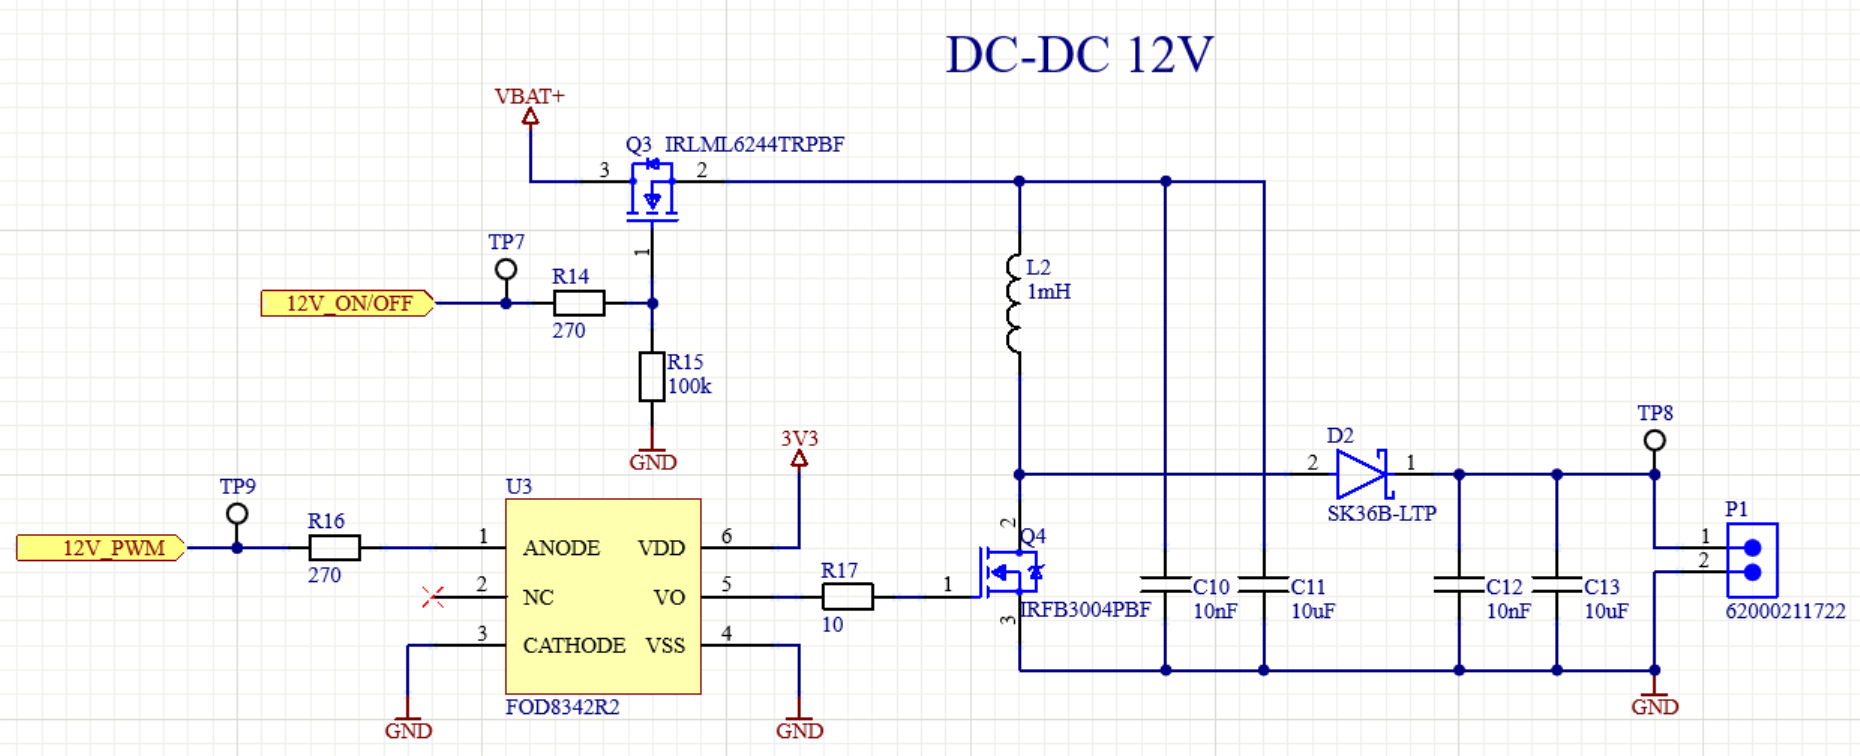 DC-DC 12V
VBAT+
Q3 IRLML6244TRPBF
3
2
1
TP7
R14
12V_ON/OFF
270
R15
100k
GND
L2
1mH
3V3
TP8
D2
2
1
SK36B-LTP
TP9
U3
R16
12V_PWM
270
1
ANODE
VDD
6
2
NC
VO
5
3
CATHODE
VSS
4
FOD8342R2
GND
GND
R17
10
1
2
Q4
3
IRFB3004PBF
C10
10nF
C11
10uF
C12
10nF
C13
10uF
P1
1
2
62000211722
GND